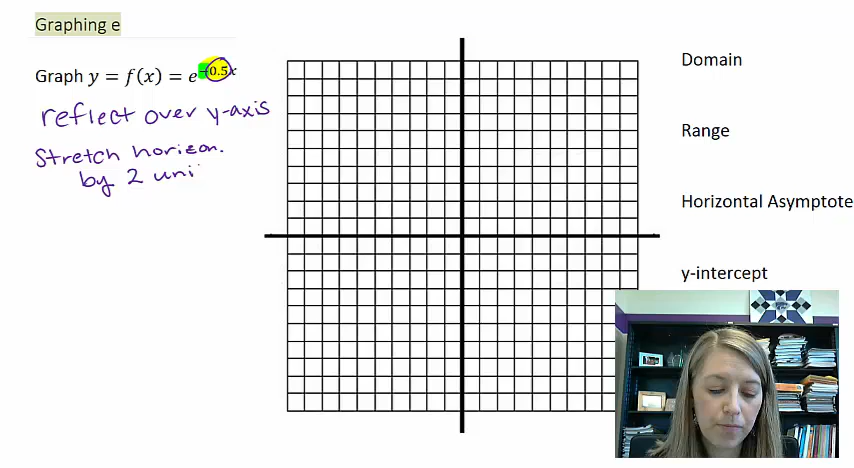 Graphing e
Graph y = f(x) = e^{-0.5x}
reflect over y-axis
Stretch horizon.
by 2 uni
Domain
Range
Horizontal Asymptote
y-intercept